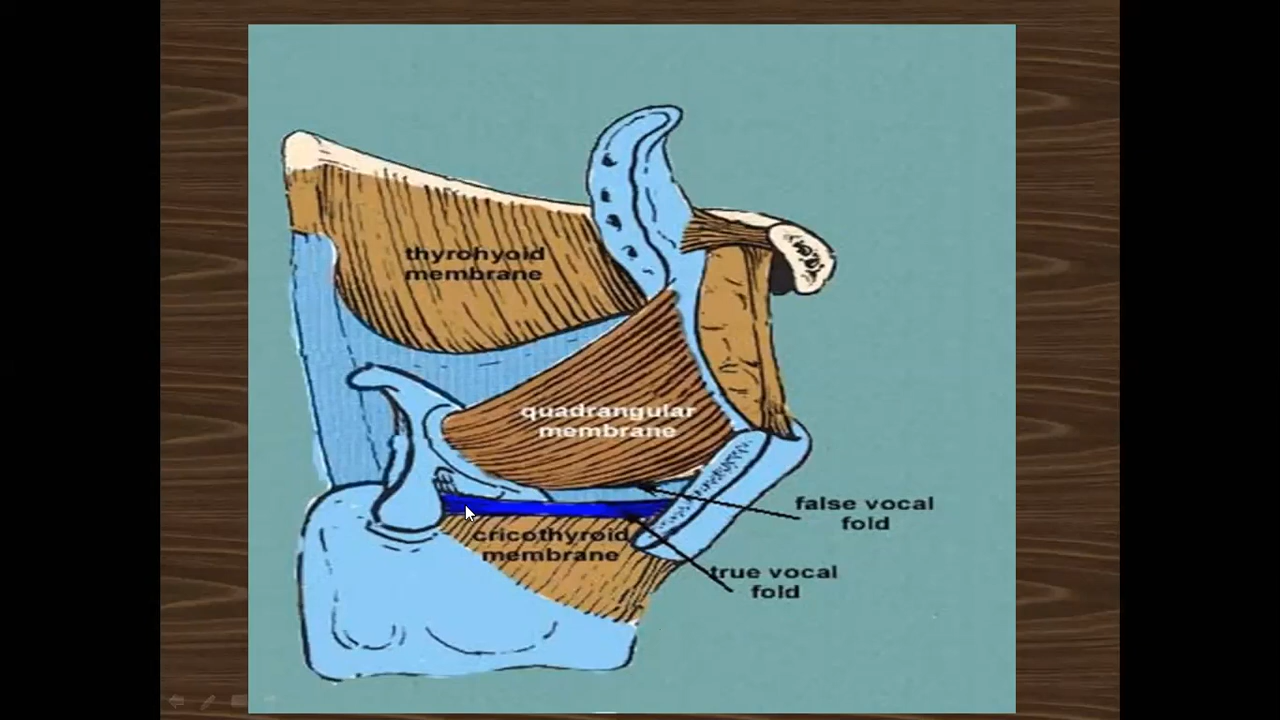 thyrohyoid
membrane
quadrangular
membrane
false vocal
fold
cricothyroid
membrane
true vocal
fold